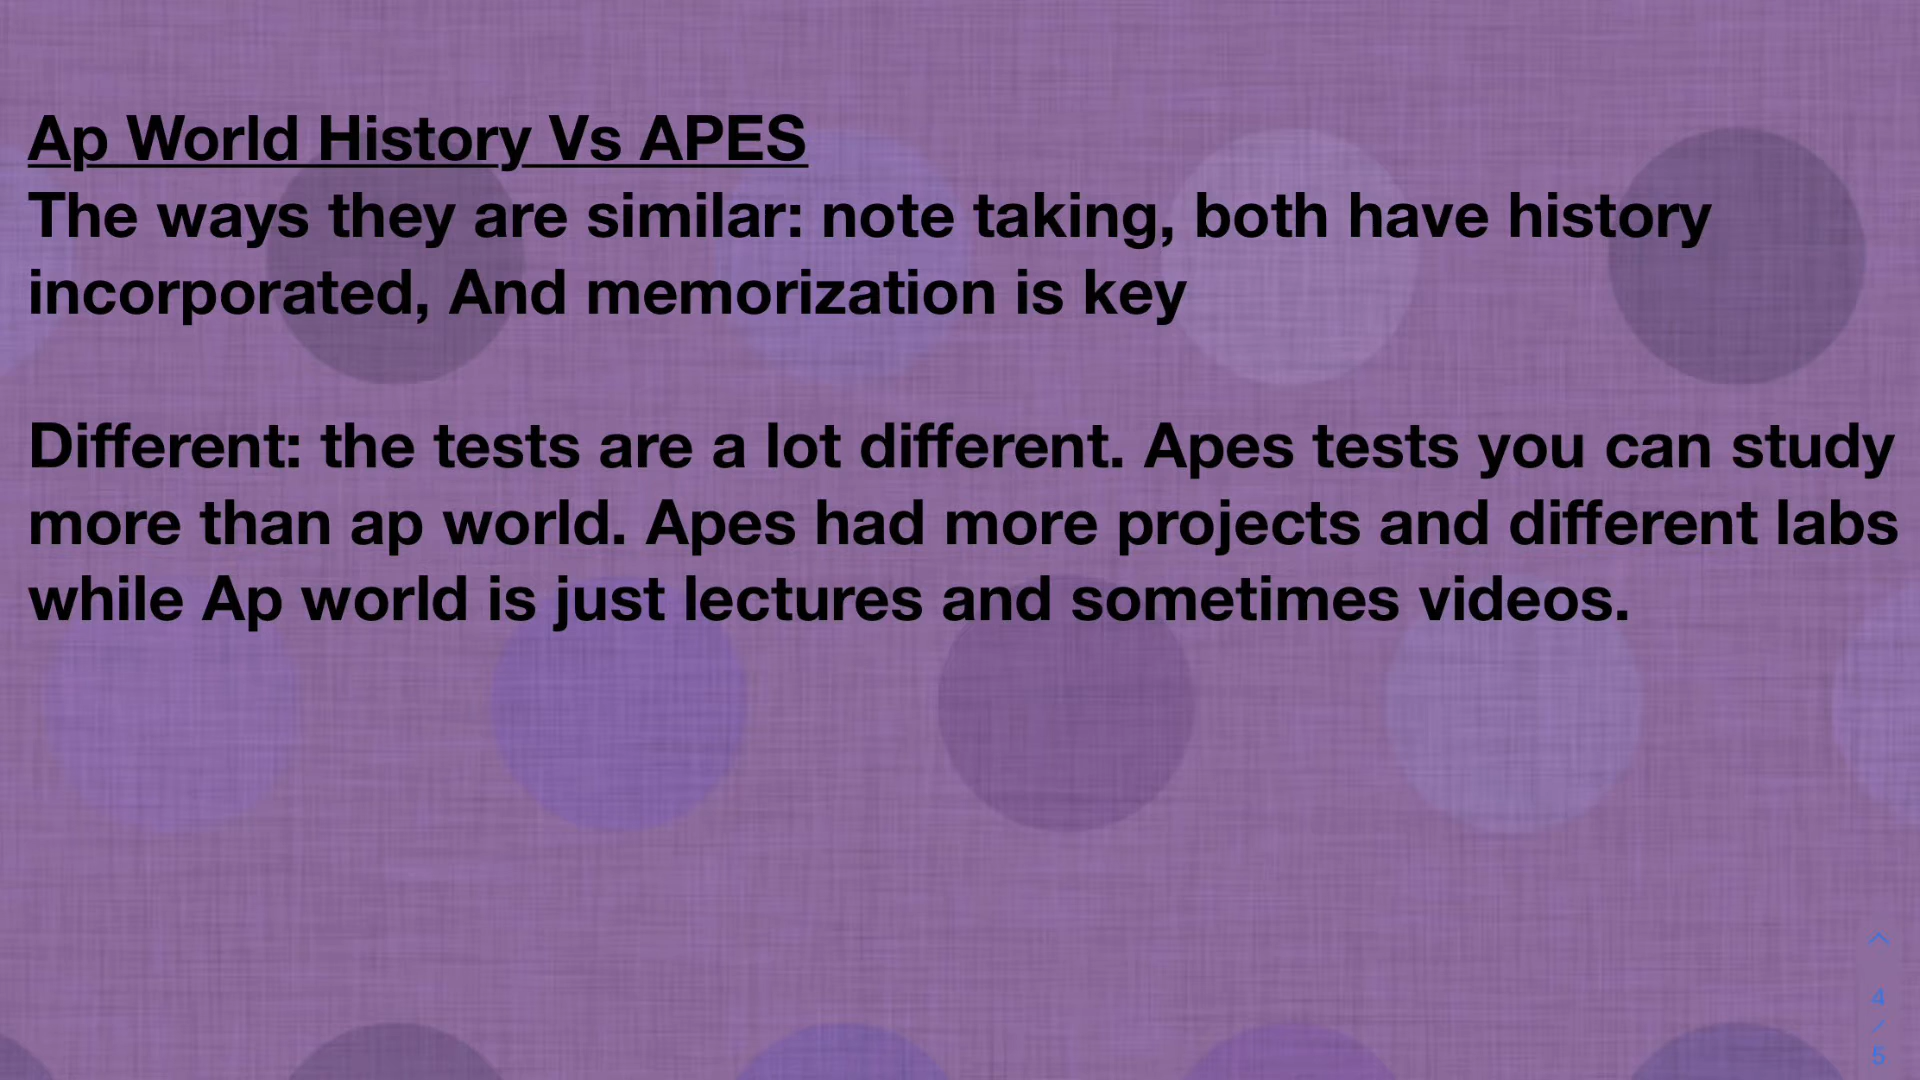 Ap World History Vs APES
The ways they are similar: note taking, both have history
incorporated, And memorization is key
Different: the tests are a lot different. Apes tests you can study
more than ap world. Apes had more projects and different labs
while Ap world is just lectures and sometimes videos.
4
/
5